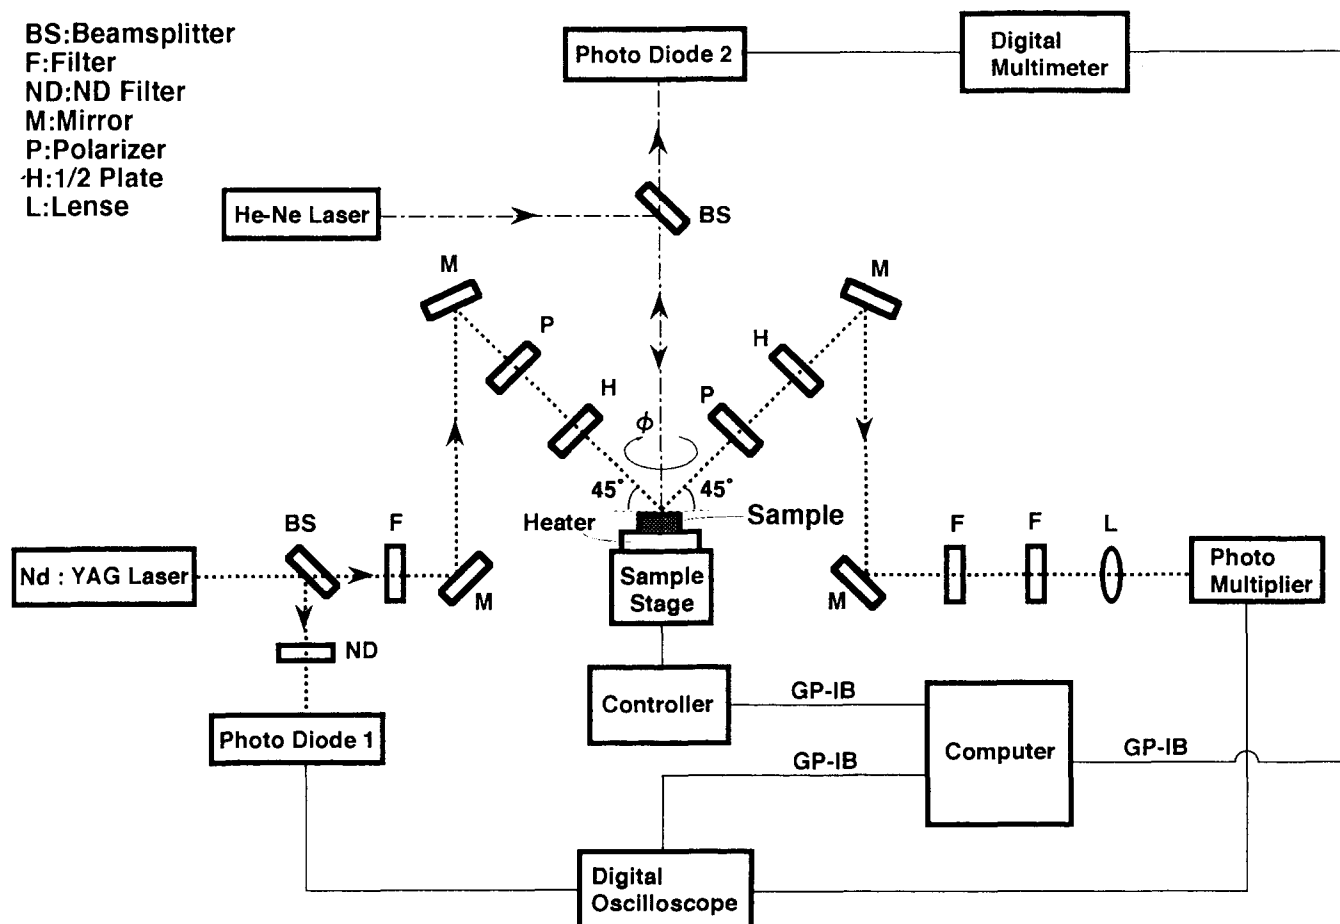 BS:Beamsplitter
F:Filter
ND:ND Filter
M:Mirror
P:Polarizer
H:1/2 Plate
L:Lense
Photo Diode 2
Digital
Multimeter
He-Ne Laser
BS
M
M
P
H
H
P
ϕ
45°
45°
Heater
Sample
BS
F
Nd : YAG Laser
M
Sample
Stage
M
F
F
L
Photo
Multiplier
ND
Photo Diode 1
Controller
GP-IB
Computer
GP-IB
GP-IB
Digital
Oscilloscope